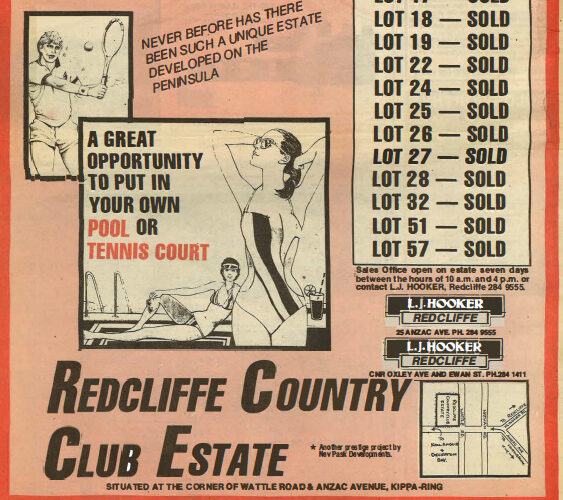 NEVER BEFORE HAS THERE
BEEN SUCH A UNIQUE ESTATE
DEVELOPED ON THE
PENINSULA
A GREAT
OPPORTUNITY
TO PUT IN
YOUR OWN
POOL OR
TENNIS COURT
LOT 17 — SOLD
LOT 18 — SOLD
LOT 19 — SOLD
LOT 22 — SOLD
LOT 24 — SOLD
LOT 25 — SOLD
LOT 26 — SOLD
LOT 27 — SOLD
LOT 28 — SOLD
LOT 32 — SOLD
LOT 51 — SOLD
LOT 57 — SOLD
Sales Office open on estate seven days
between the hours of 10 a.m. and 4 p.m. or
contact L.J. HOOKER, Redcliffe 284 9555.
L.J. HOOKER
REDCLIFFE
25 ANZAC AVE. PH. 284 9555
L.J. HOOKER
REDCLIFFE
CNR OXLEY AVE AND EWAN ST. PH.284 1411
REDCLIFFE COUNTRY
CLUB ESTATE
★ Another prestige project by
Nev Pask Developments.
SITUATED AT THE CORNER OF WATTLE ROAD & ANZAC AVENUE, KIPPA-RING